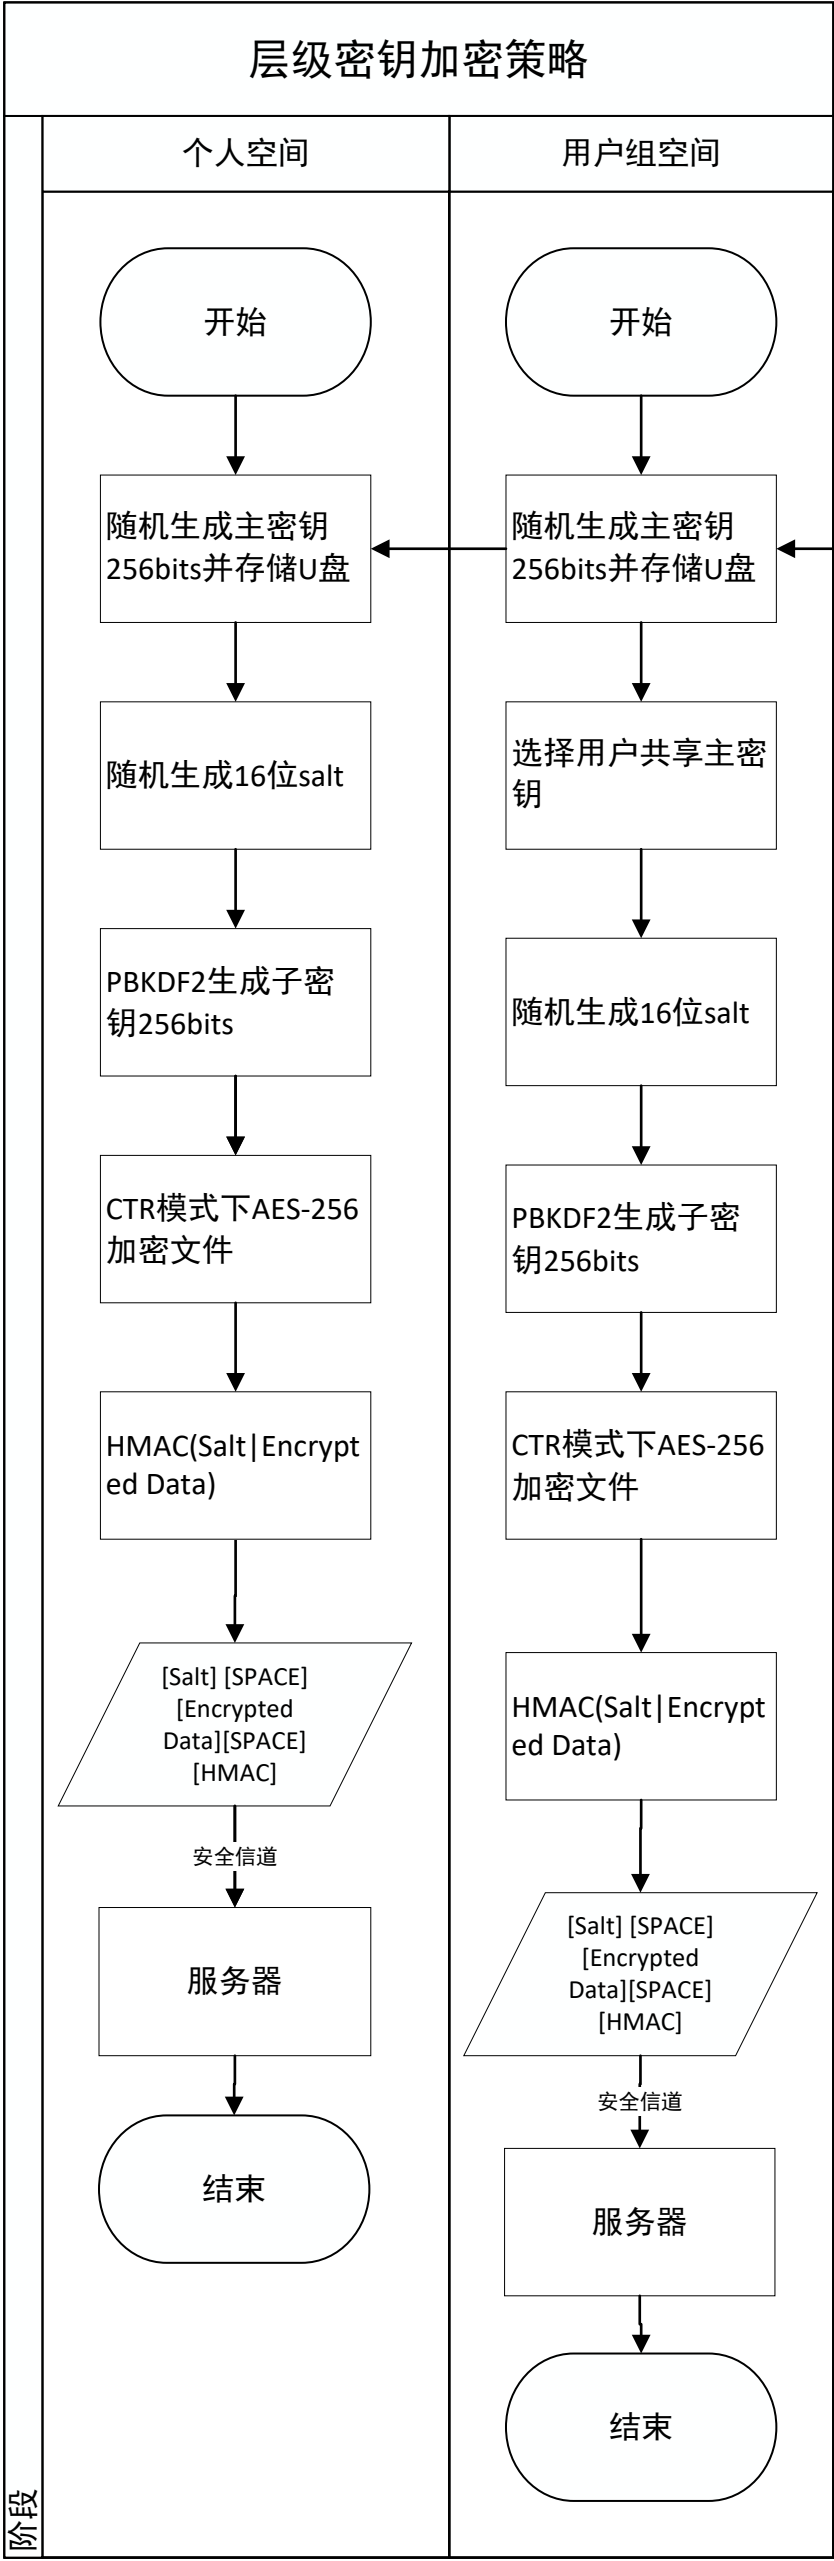 层级密钥加密策略
个人空间
用户组空间
阶段
开始
随机生成主密钥
256bits并存储U盘
随机生成16位salt
PBKDF2生成子密
钥256bits
CTR模式下AES-256
加密文件
HMAC(Salt|Encrypt
ed Data)
[Salt] [SPACE]
[Encrypted
Data][SPACE]
[HMAC]
安全信道
服务器
结束
开始
随机生成主密钥
256bits并存储U盘
选择用户共享主密
钥
随机生成16位salt
PBKDF2生成子密
钥256bits
CTR模式下AES-256
加密文件
HMAC(Salt|Encrypt
ed Data)
[Salt] [SPACE]
[Encrypted
Data][SPACE]
[HMAC]
安全信道
服务器
结束